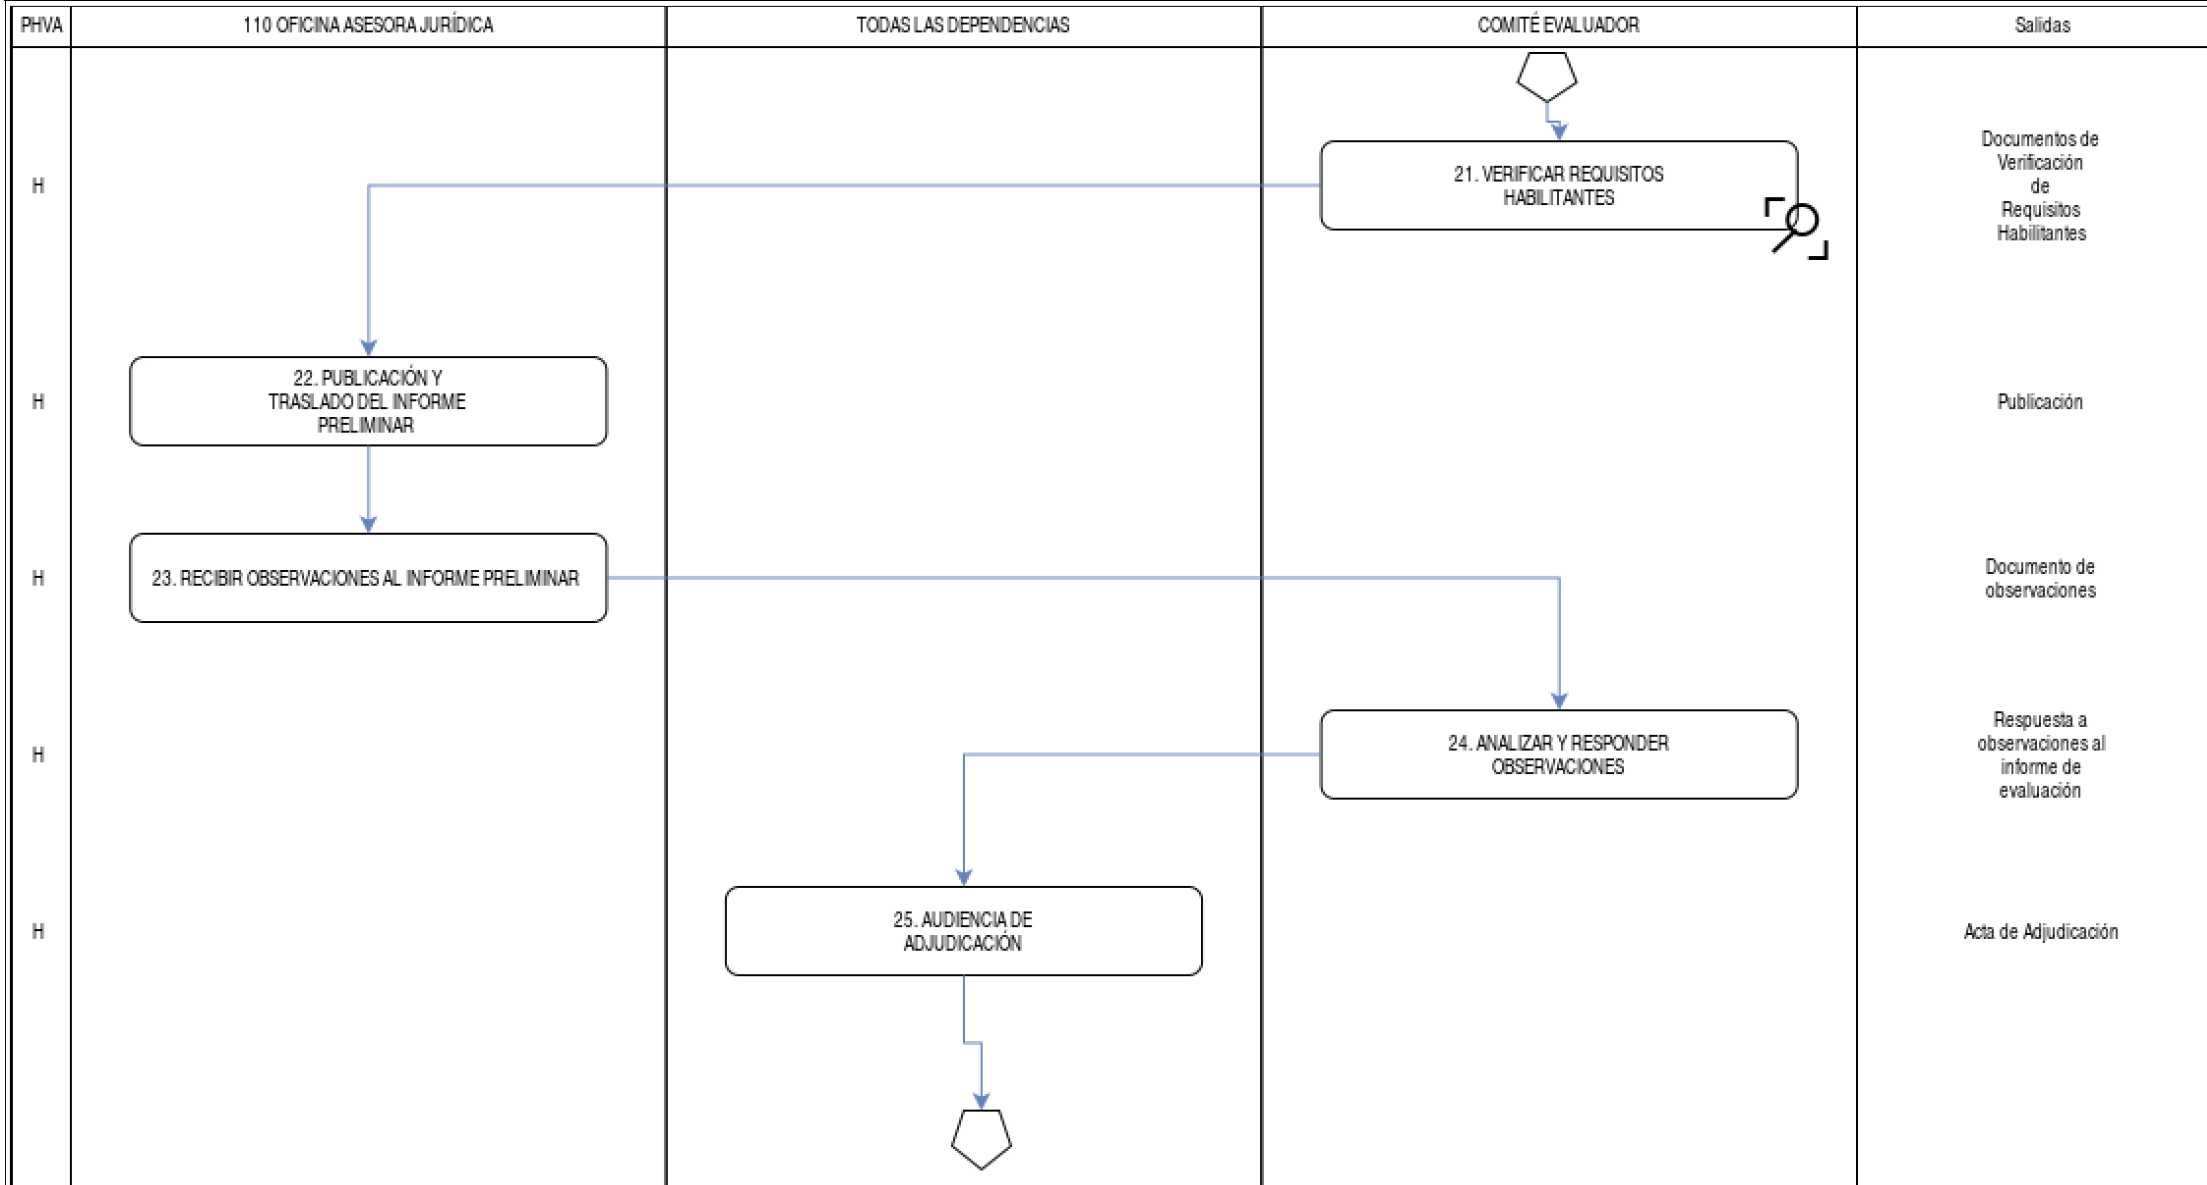 PHVA
110 OFICINA ASESORA JURÍDICA
TODAS LAS DEPENDENCIAS
COMITÉ EVALUADOR
Salidas
H
21. VERIFICAR REQUISITOS
HABILITANTES
Documentos de
Verificación
de
Requisitos
Habilitantes
H
22. PUBLICACIÓN Y
TRASLADO DEL INFORME
PRELIMINAR
Publicación
H
23. RECIBIR OBSERVACIONES AL INFORME PRELIMINAR
Documento de
observaciones
H
24. ANALIZAR Y RESPONDER
OBSERVACIONES
Respuesta a
observaciones al
informe de
evaluación
H
25. AUDIENCIA DE
ADJUDICACIÓN
Acta de Adjudicación